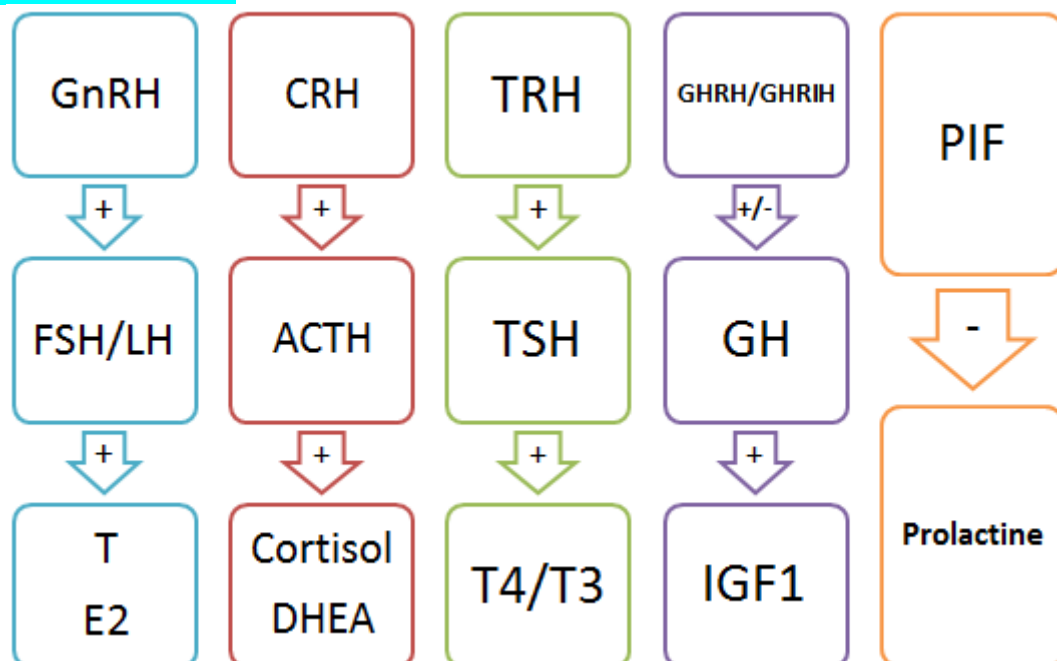 GnRH
+
FSH/LH
+
T
E2
CRH
+
ACTH
+
Cortisol
DHEA
TRH
+
TSH
+
T4/T3
GHRH/GHRIH
+/-
GH
+
IGF1
PIF
-
Prolactine